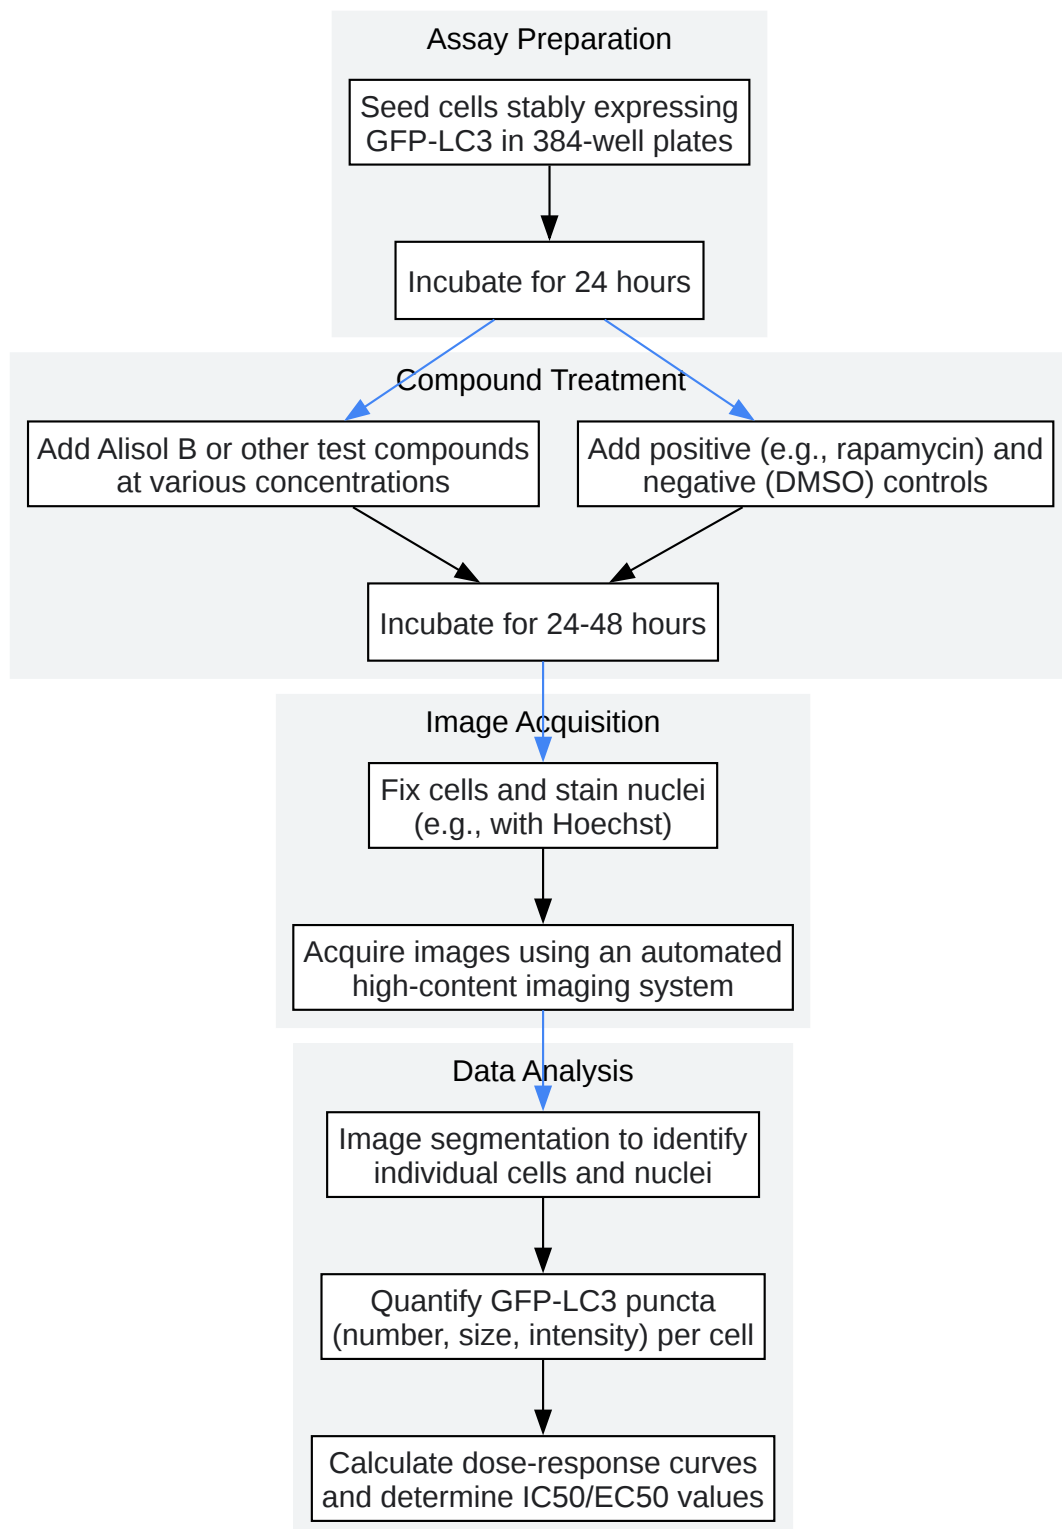 Assay Preparation
Seed cells stably expressing
GFP-LC3 in 384-well plates
Incubate for 24 hours
Compound Treatment
Add Alisol B or other test compounds
at various concentrations
Add positive (e.g., rapamycin) and
negative (DMSO) controls
Incubate for 24-48 hours
Image Acquisition
Fix cells and stain nuclei
(e.g., with Hoechst)
Acquire images using an automated
high-content imaging system
Data Analysis
Image segmentation to identify
individual cells and nuclei
Quantify GFP-LC3 puncta
(number, size, intensity) per cell
Calculate dose-response curves
and determine IC50/EC50 values